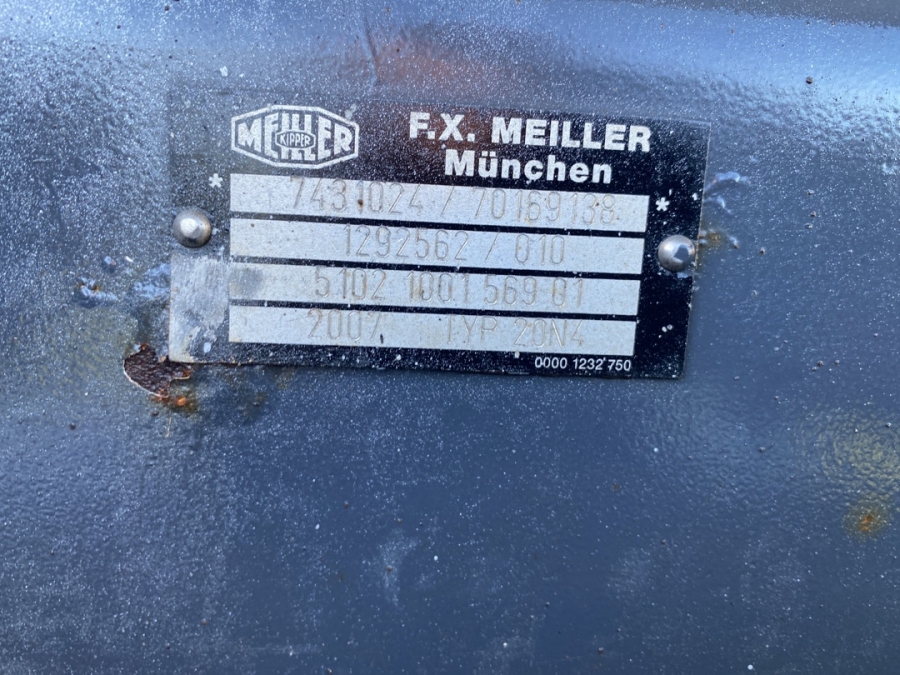 MEILLER
KIPPER
F.X. MEILLER
München
* 7431024 / 70169138 *
1292562 / 010
5102 1001 569 01
2007 TYP 20N4
0000 1232 750